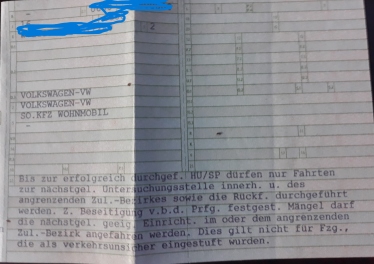 2
VOLKSWAGEN-VW
VOLKSWAGEN-VW
SO.KFZ WOHNMOBIL
-
Bis zur erfolgreich durchgef. HU/SP dürfen nur Fahrten
zur nächstgel. Untersuchungsstelle innerh. u. des
angrenzenden Zul.-Bezirkes sowie die Rückf. durchgeführt
werden. Z. Beseitigung v.b.d. Prfg. festgest. Mängel darf
die nächstgel. geeig. Einricht. im oder dem angrenzenden
Zul.-Bezirk angefahren werden. Dies gilt nicht für Fzg.,
die als verkehrsunsicher eingestuft wurden.